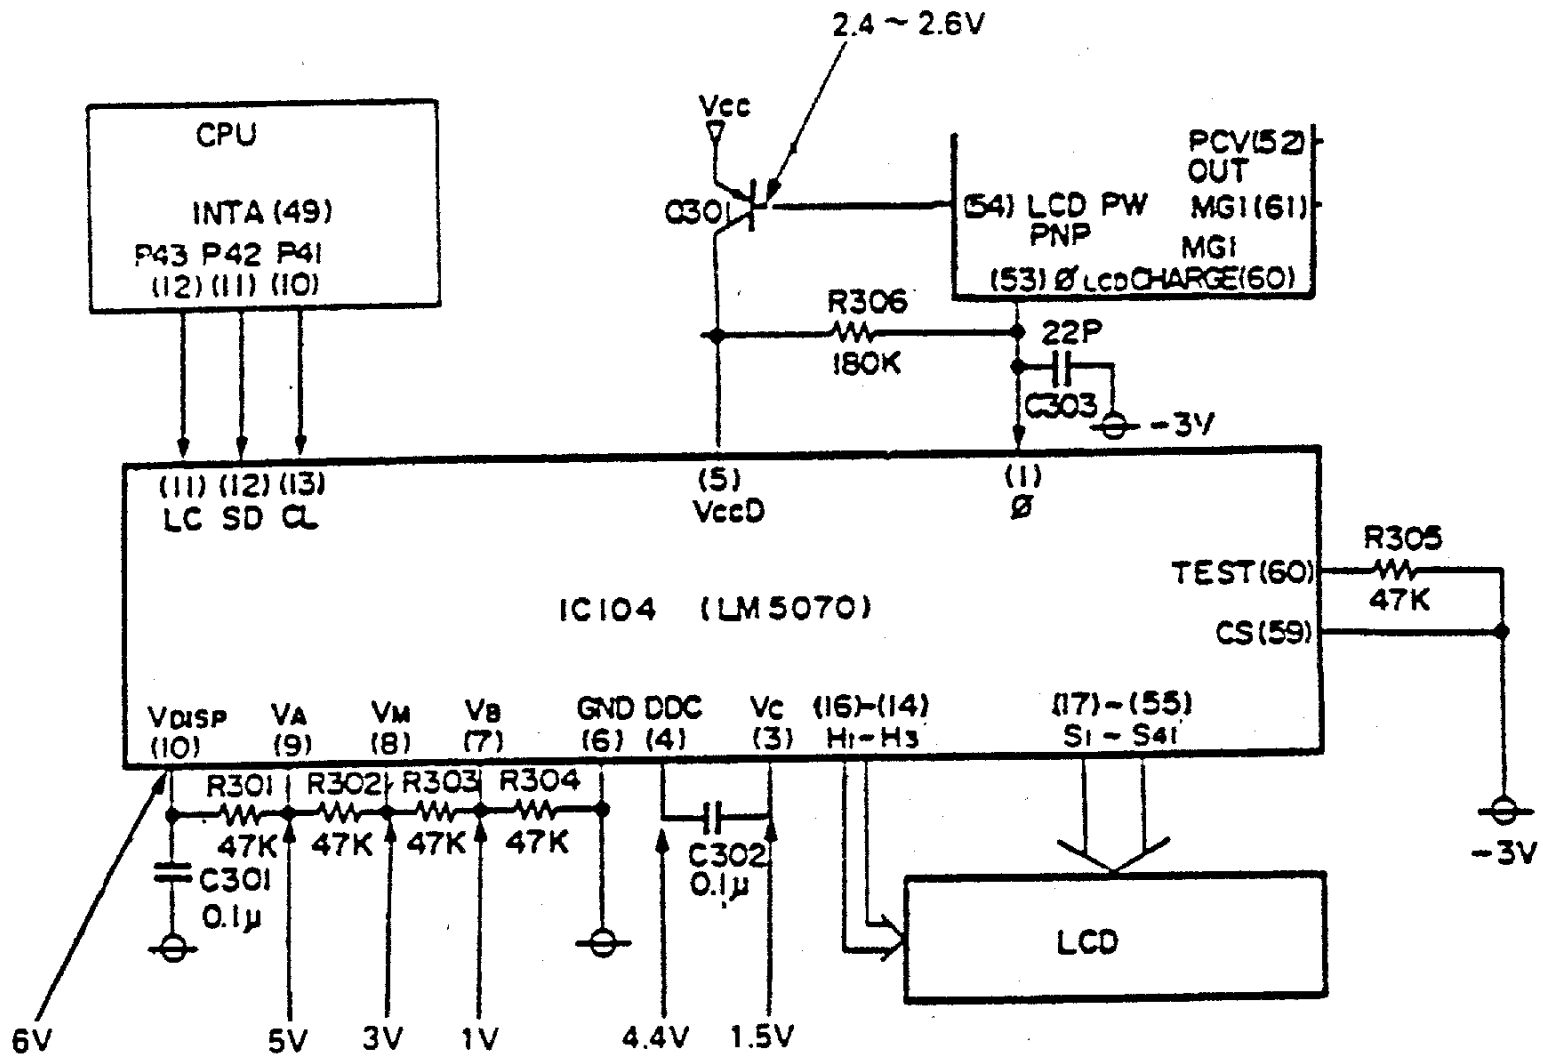 2.4 ~ 2.6V
Vcc
CPU
INTA (49)
P43 P42 P41
(12) (11) (10)
Q301
(54) LCD PW
PNP
PCV(52)
OUT
MG1(61)
MG1
(53) Ø LCD CHARGE(60)
R306
180K
22P
C303
-3V
(11) (12) (13)
LC SD CL
(5)
VccD
(1)
Ø
IC104 (LM5070)
TEST(60)
CS(59)
R305
47K
-3V
VDISP
(10)
VA
(9)
VM
(8)
VB
(7)
GND
(6)
DDC
(4)
Vc
(3)
(16)-(14)
H1-H3
(17)~(55)
S1 - S41
R301
47K
R302
47K
R303
47K
R304
47K
C301
0.1µ
C302
0.1µ
LCD
6V
5V
3V
1V
4.4V
1.5V